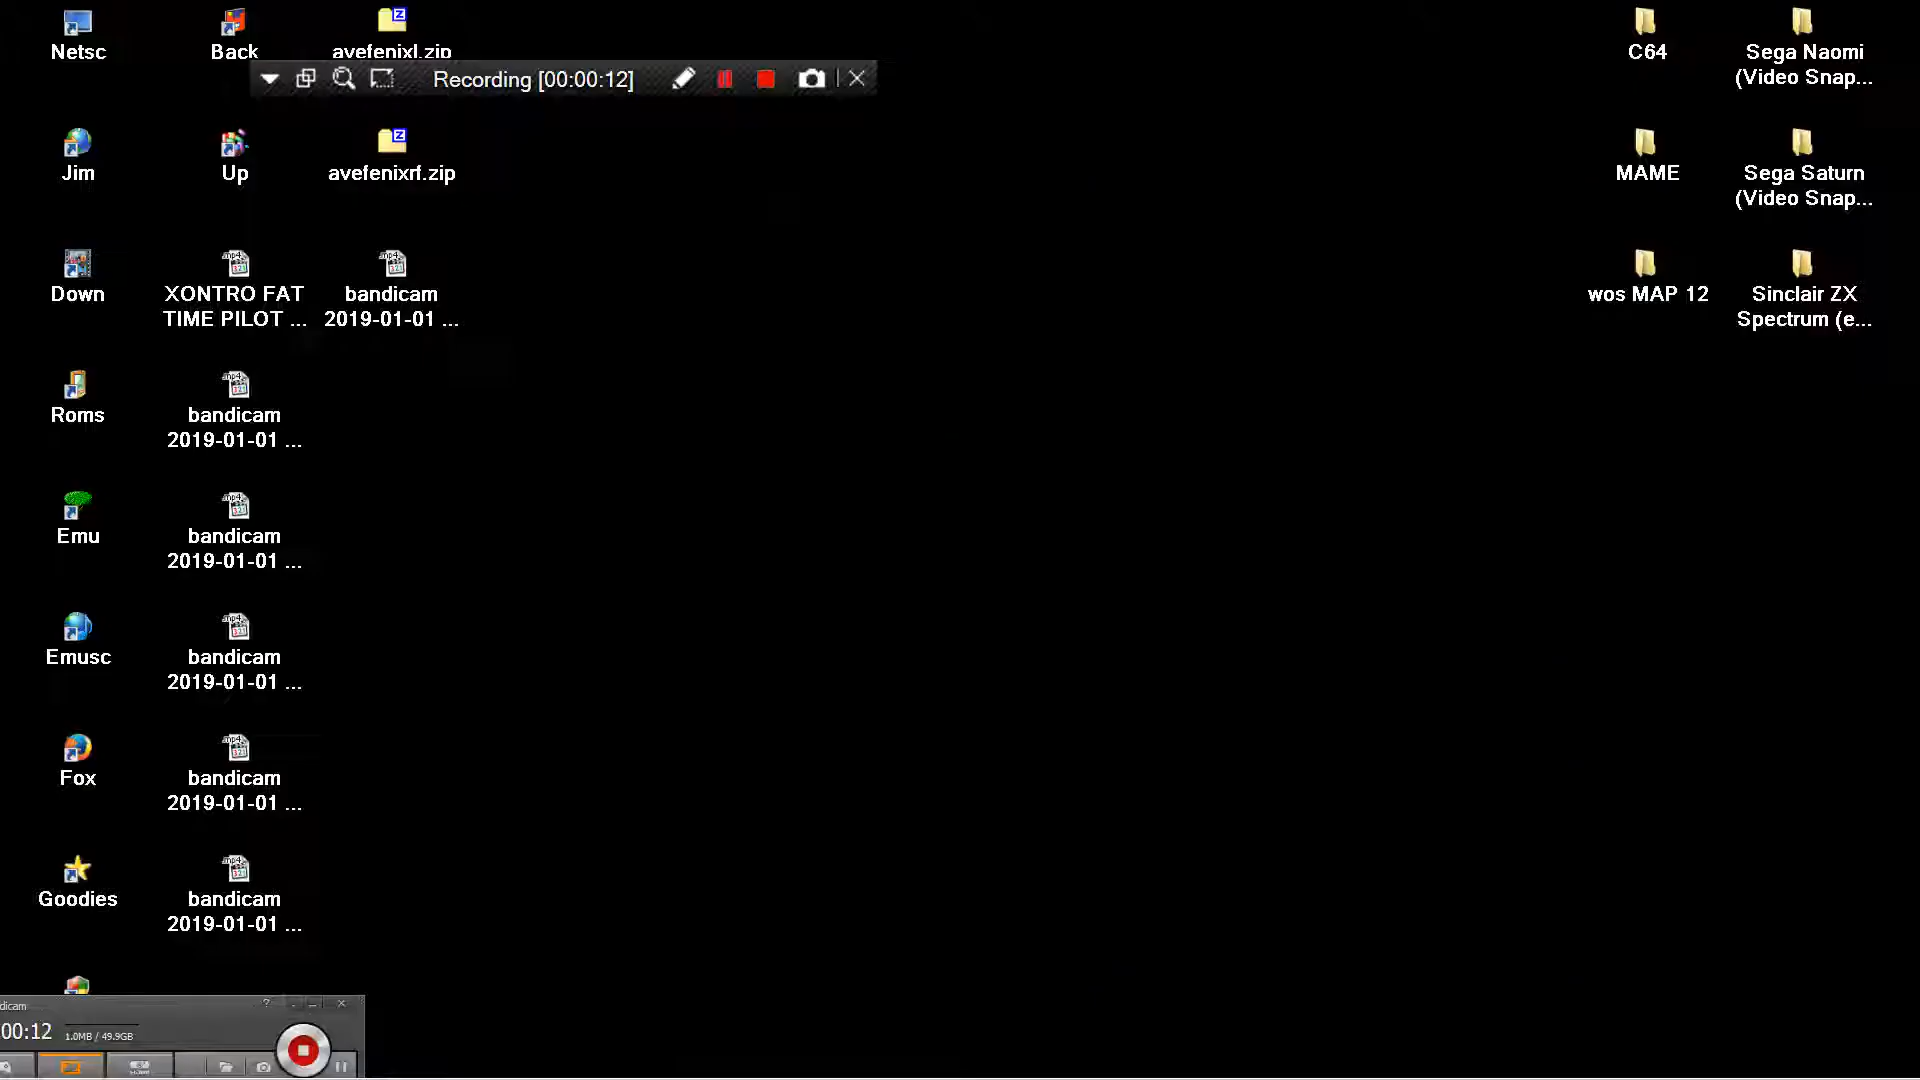 Netsc
Back
avefenixl.zip
C64
Sega Naomi
(Video Snap...
Recording [00:00:12]
Jim
Up
avefenixrf.zip
MAME
Sega Saturn
(Video Snap...
Down
XONTRO FAT
TIME PILOT ...
bandicam
2019-01-01 ...
wos MAP 12
Sinclair ZX
Spectrum (e...
Roms
bandicam
2019-01-01 ...
Emu
bandicam
2019-01-01 ...
Emusc
bandicam
2019-01-01 ...
Fox
bandicam
2019-01-01 ...
Goodies
bandicam
2019-01-01 ...
dicam
00:12
1.0MB / 49.9GB